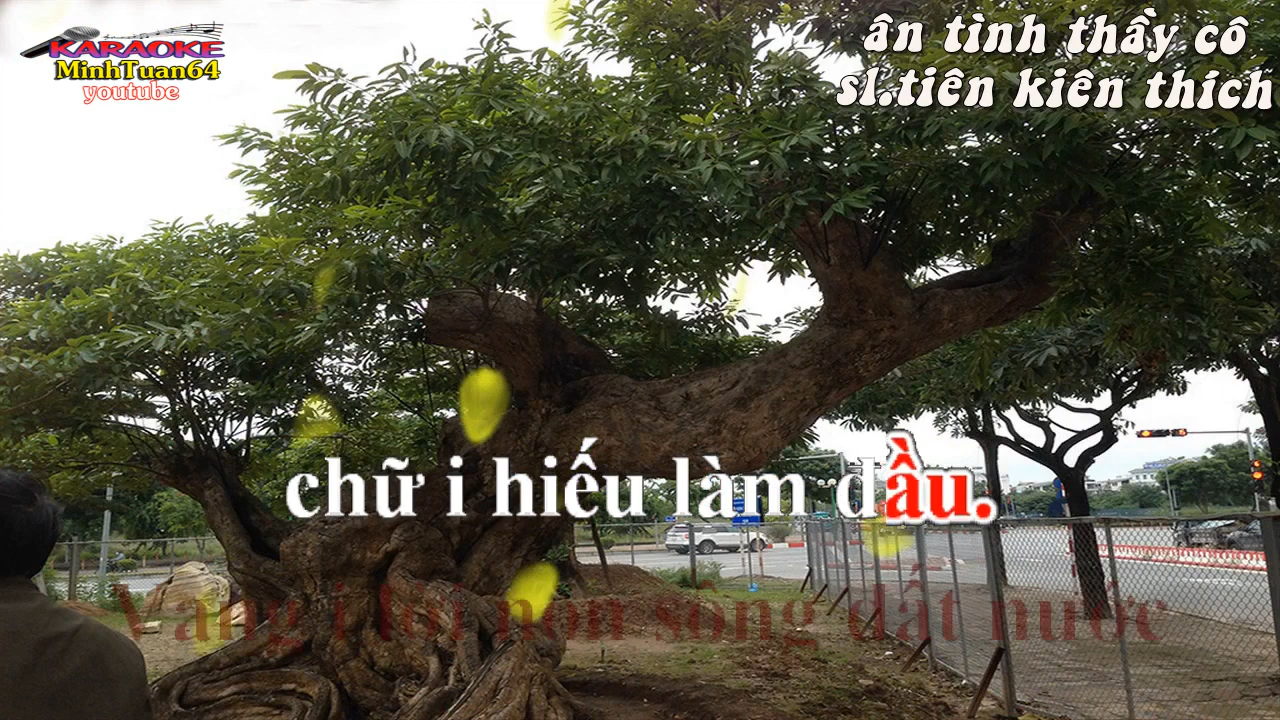 KARAOKE
MinhTuan64
youtube
ân tình thầy cô
sl.tiên kiên thich
chữ i hiếu làm đầu.
Vang i lời non sông đất nước